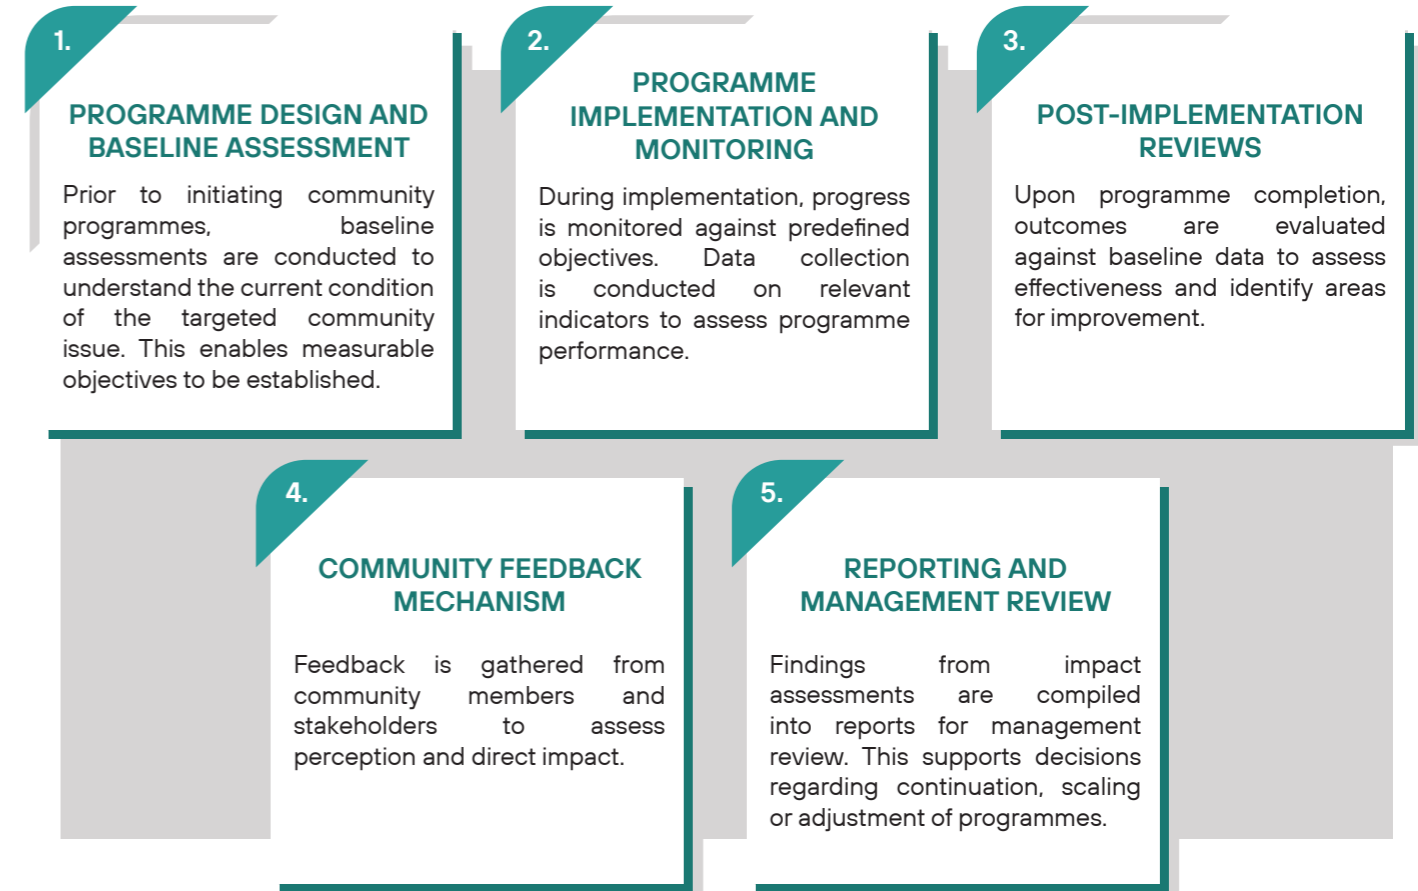 1.
PROGRAMME DESIGN AND
BASELINE ASSESSMENT
Prior to initiating community
programmes, baseline
assessments are conducted to
understand the current condition
of the targeted community
issue. This enables measurable
objectives to be established.
2.
PROGRAMME
IMPLEMENTATION AND
MONITORING
During implementation, progress
is monitored against predefined
objectives. Data collection
is conducted on relevant
indicators to assess programme
performance.
3.
POST-IMPLEMENTATION
REVIEWS
Upon programme completion,
outcomes are evaluated
against baseline data to assess
effectiveness and identify areas
for improvement.
4.
COMMUNITY FEEDBACK
MECHANISM
Feedback is gathered from
community members and
stakeholders to assess
perception and direct impact.
5.
REPORTING AND
MANAGEMENT REVIEW
Findings from impact
assessments are compiled
into reports for management
review. This supports decisions
regarding continuation, scaling
or adjustment of programmes.